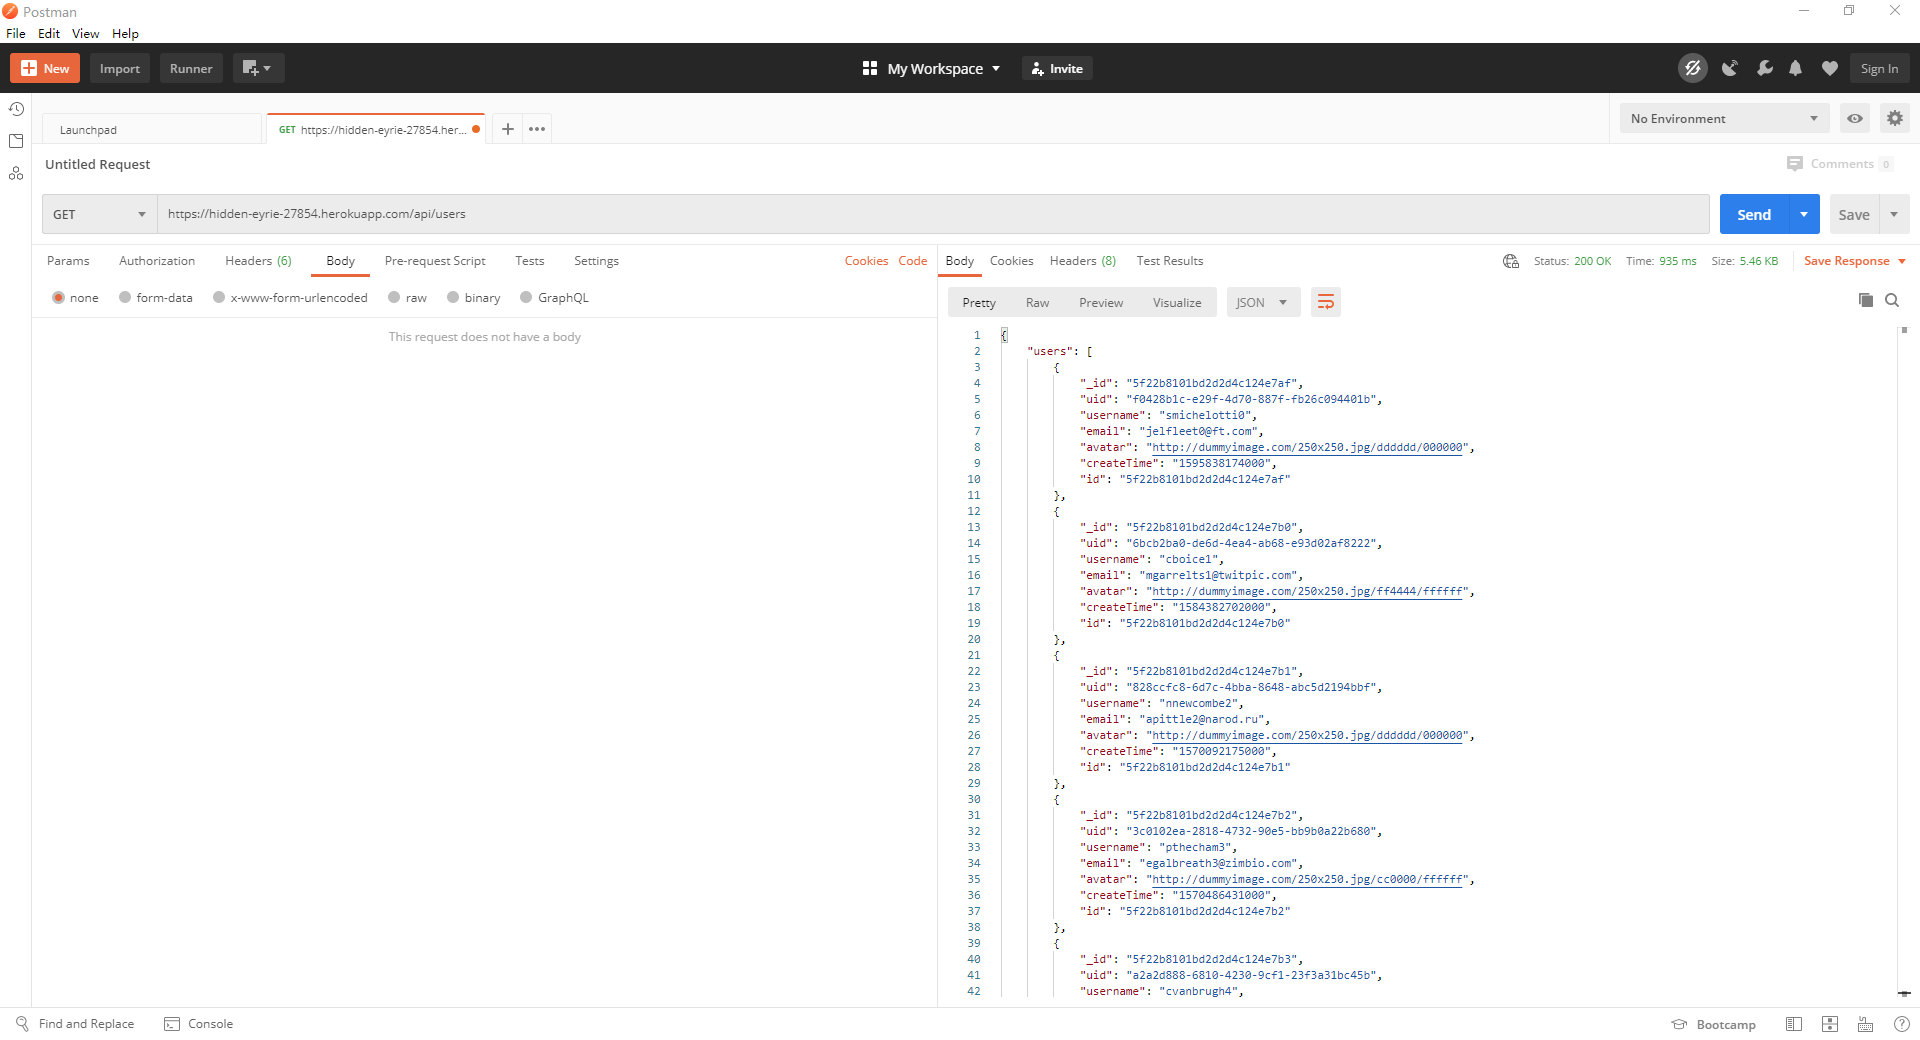 Postman
File Edit View Help
New Import Runner My Workspace Invite Sign In
Launchpad GET https://hidden-eyrie-27854.her... No Environment
Untitled Request Comments 0
GET https://hidden-eyrie-27854.herokuapp.com/api/users Send Save
Params Authorization Headers (6) Body Pre-request Script Tests Settings Cookies Code
none form-data x-www-form-urlencoded raw binary GraphQL
This request does not have a body
Body Cookies Headers (8) Test Results Status: 200 OK Time: 935 ms Size: 5.46 KB Save Response
Pretty Raw Preview Visualize JSON
1 {
2 "users": [
3 {
4 "_id": "5f22b8101bd2d2d4c124e7af",
5 "uid": "f0428b1c-e29f-4d70-887f-fb26c094401b",
6 "username": "smichelotti0",
7 "email": "jelfleet0@ft.com",
8 "avatar": "http://dummyimage.com/250x250.jpg/dddddd/000000",
9 "createTime": "1595838174000",
10 "id": "5f22b8101bd2d2d4c124e7af"
11 },
12 {
13 "_id": "5f22b8101bd2d2d4c124e7b0",
14 "uid": "6bcb2ba0-de6d-4ea4-ab68-e93d02af8222",
15 "username": "cboice1",
16 "email": "mgarrelts1@twitpic.com",
17 "avatar": "http://dummyimage.com/250x250.jpg/ff4444/ffffff",
18 "createTime": "1584382702000",
19 "id": "5f22b8101bd2d2d4c124e7b0"
20 },
21 {
22 "_id": "5f22b8101bd2d2d4c124e7b1",
23 "uid": "828ccfc8-6d7c-4bba-8648-abc5d2194bbf",
24 "username": "nnewcombe2",
25 "email": "apittle2@narod.ru",
26 "avatar": "http://dummyimage.com/250x250.jpg/dddddd/000000",
27 "createTime": "1570092175000",
28 "id": "5f22b8101bd2d2d4c124e7b1"
29 },
30 {
31 "_id": "5f22b8101bd2d2d4c124e7b2",
32 "uid": "3c0102ea-2818-4732-90e5-bb9b0a22b680",
33 "username": "pthecham3",
34 "email": "egalbreath3@zimbio.com",
35 "avatar": "http://dummyimage.com/250x250.jpg/cc0000/ffffff",
36 "createTime": "1570486431000",
37 "id": "5f22b8101bd2d2d4c124e7b2"
38 },
39 {
40 "_id": "5f22b8101bd2d2d4c124e7b3",
41 "uid": "a2a2d888-6810-4230-9cf1-23f3a31bc45b",
42 "username": "cvanbrugh4",
Find and Replace Console Bootcamp